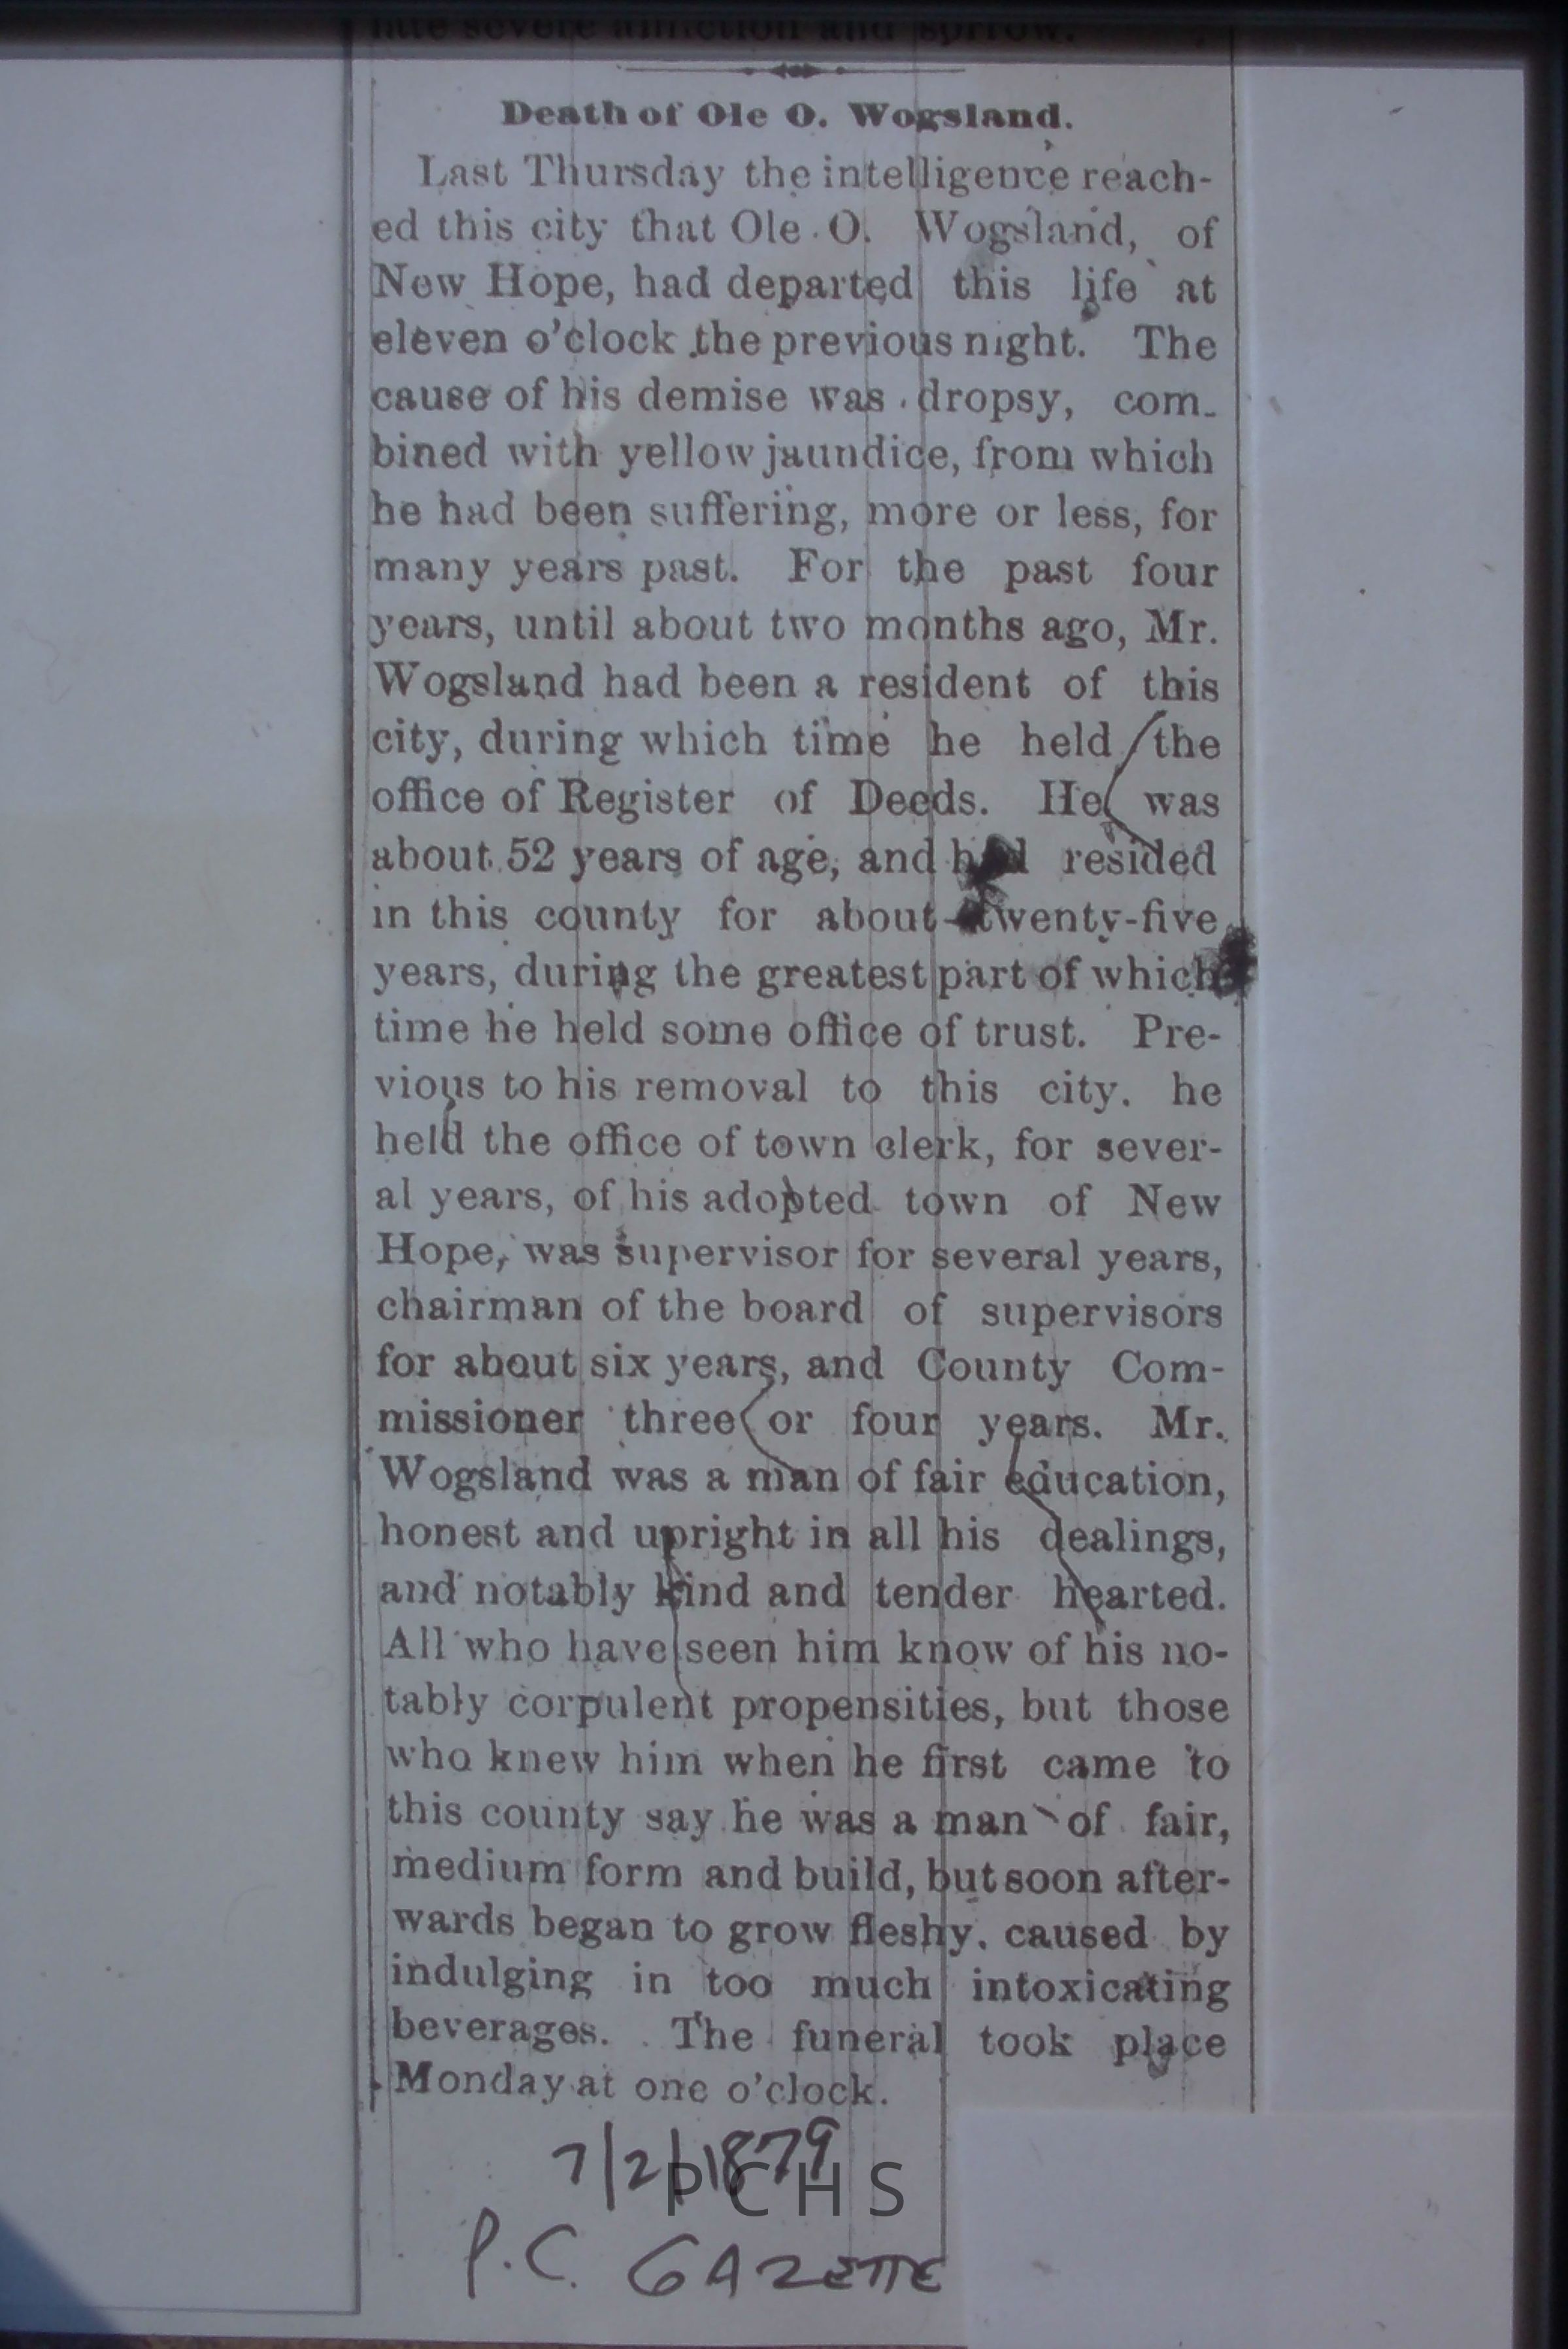 late severe affliction and sorrow.
Death of Ole O. Wogsland.
Last Thursday the intelligence reach-
ed this city that Ole O. Wogsland, of
New Hope, had departed this life at
eleven o'clock the previous night. The
cause of his demise was dropsy, com-
bined with yellow jaundice, from which
he had been suffering, more or less, for
many years past. For the past four
years, until about two months ago, Mr.
Wogsland had been a resident of this
city, during which time he held the
office of Register of Deeds. He was
about 52 years of age, and had resided
in this county for about twenty-five
years, during the greatest part of which
time he held some office of trust. Pre-
vious to his removal to this city. he
held the office of town clerk, for sever-
al years, of his adopted town of New
Hope, was supervisor for several years,
chairman of the board of supervisors
for about six years, and County Com-
missioner three or four years. Mr.
Wogsland was a man of fair education,
honest and upright in all his dealings,
and notably kind and tender hearted.
All who have seen him know of his no-
tably corpulent propensities, but those
who knew him when he first came to
this county say he was a man of fair,
medium form and build, but soon after-
wards began to grow fleshy. caused by
indulging in too much intoxicating
beverages. The funeral took place
Monday at one o'clock.
7/2/1879
PCHS
P.C. GAZETTE